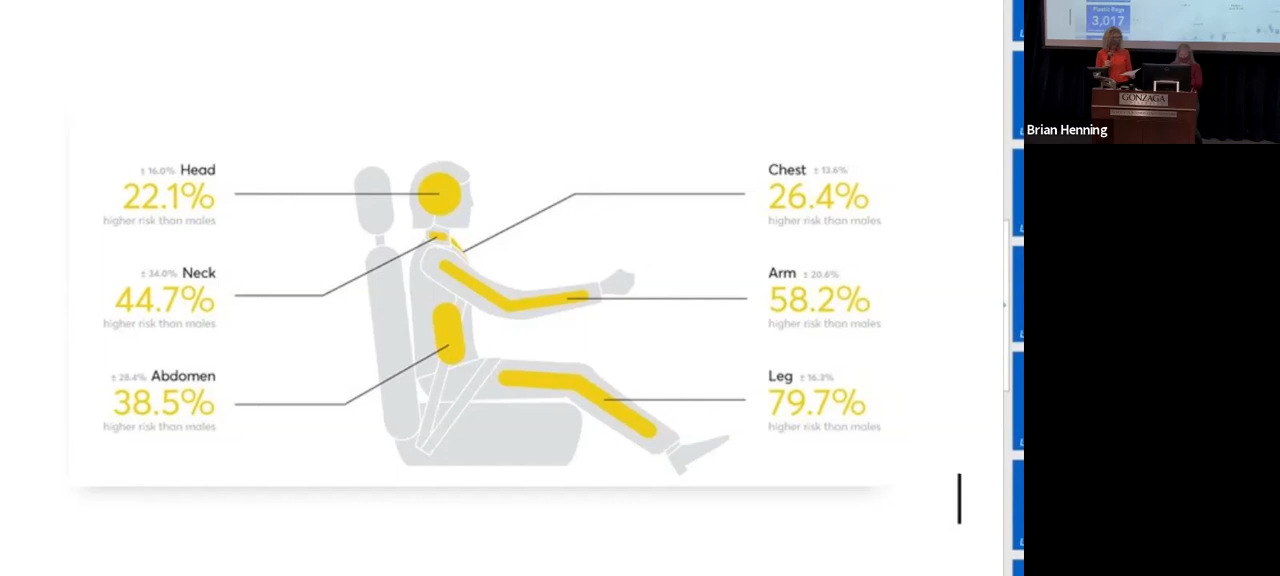 ± 16.0% Head
22.1%
higher risk than males
± 34.0% Neck
44.7%
higher risk than males
± 28.4% Abdomen
38.5%
higher risk than males
Chest ± 13.6%
26.4%
higher risk than males
Arm ± 20.6%
58.2%
higher risk than males
Leg ± 16.3%
79.7%
higher risk than males
Plastic Bags
3,017
GONZAGA
Brian Henning